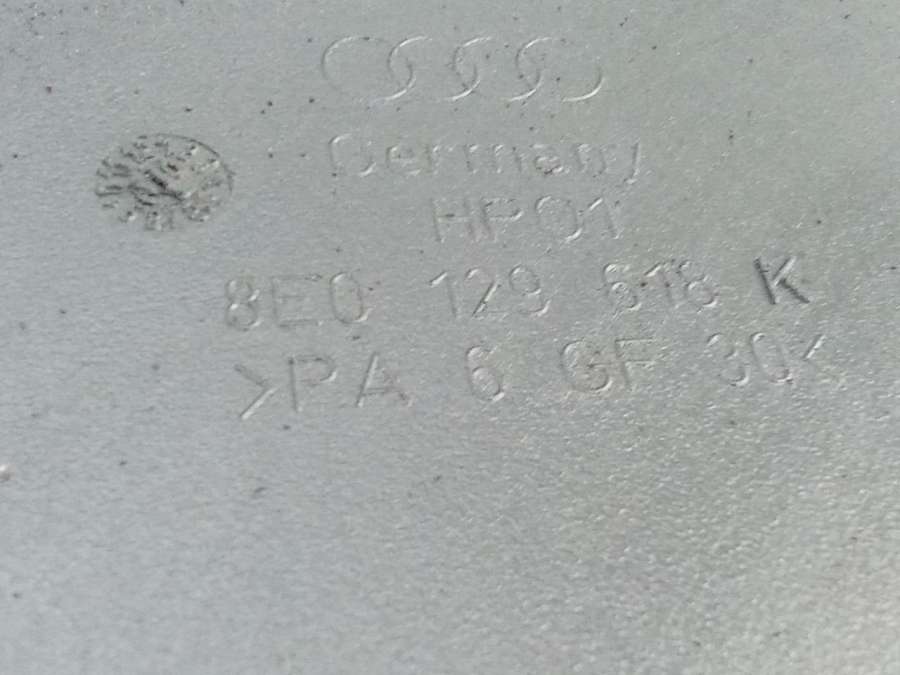 Germany
HP01
8E0 129 618 K
>PA 6 GF 30<